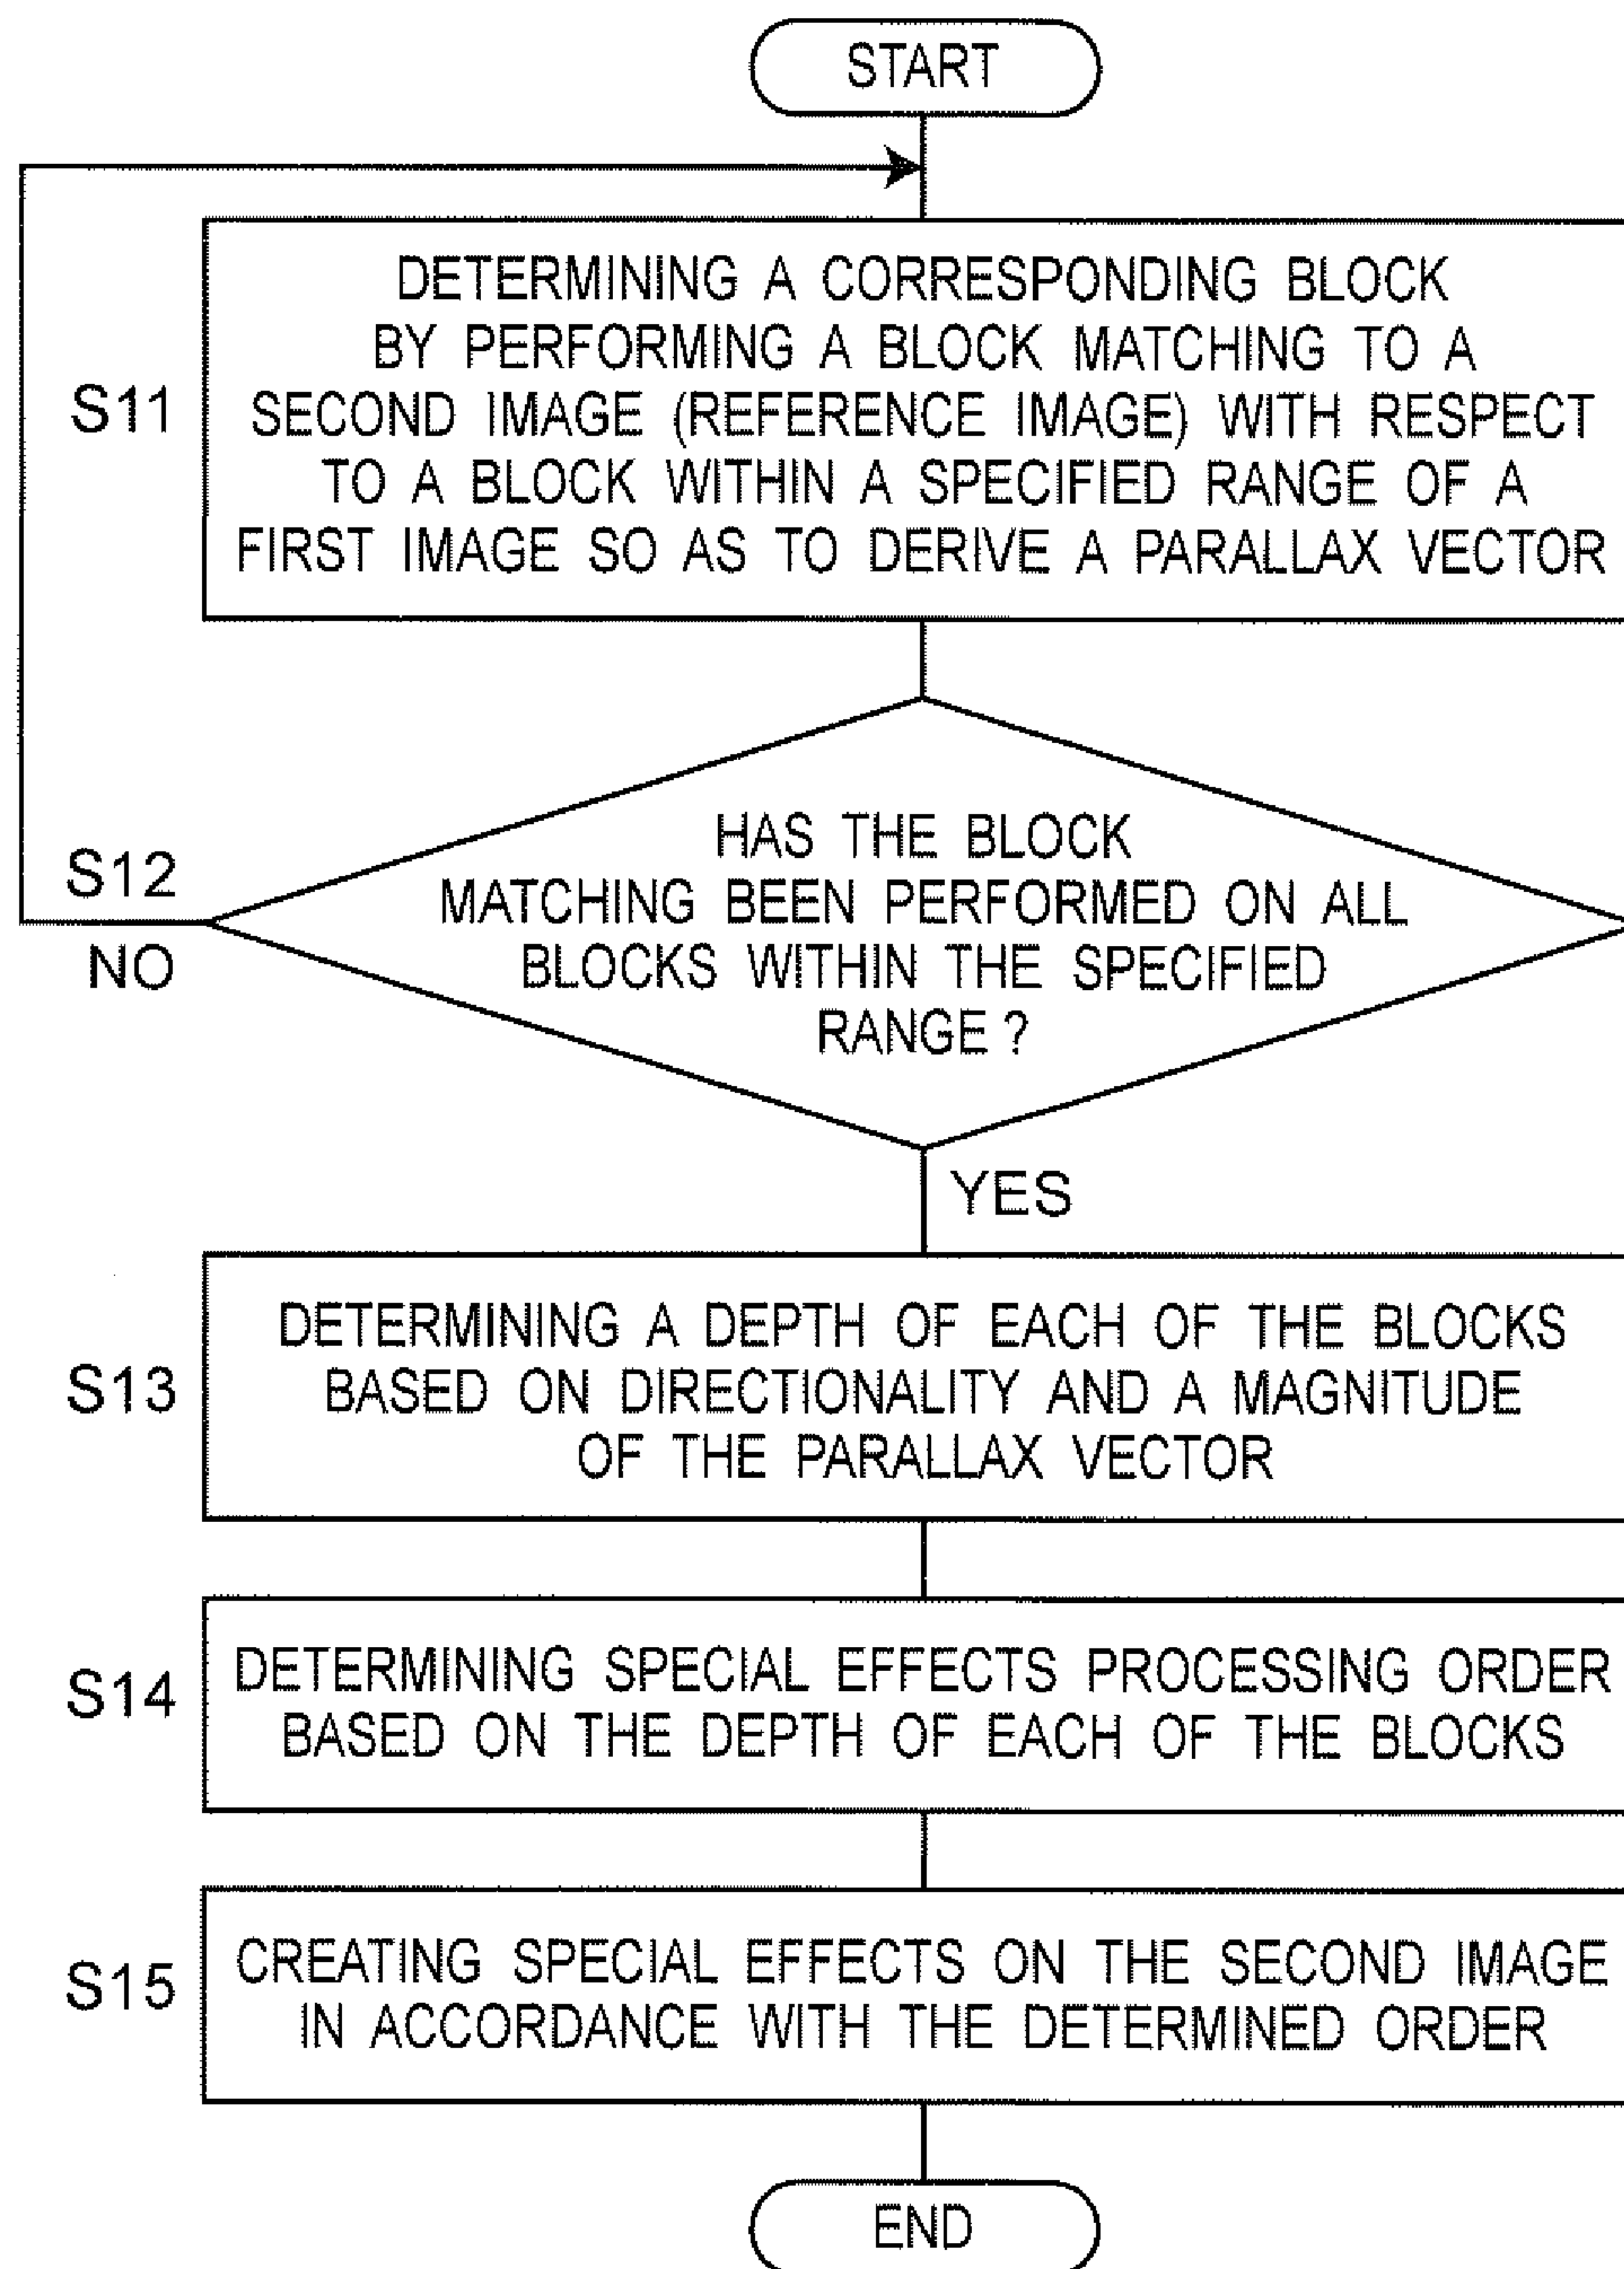 START
DETERMINING A CORRESPONDING BLOCK
BY PERFORMING A BLOCK MATCHING TO A
S11
SECOND IMAGE (REFERENCE IMAGE) WITH RESPECT
TO A BLOCK WITHIN A SPECIFIED RANGE OF A
FIRST IMAGE SO AS TO DERIVE A PARALLAX VECTOR
S12
NO
HAS THE BLOCK
MATCHING BEEN PERFORMED ON ALL
BLOCKS WITHIN THE SPECIFIED
RANGE ?
YES
S13
DETERMINING A DEPTH OF EACH OF THE BLOCKS
BASED ON DIRECTIONALITY AND A MAGNITUDE
OF THE PARALLAX VECTOR
S14
DETERMINING SPECIAL EFFECTS PROCESSING ORDER
BASED ON THE DEPTH OF EACH OF THE BLOCKS
S15
CREATING SPECIAL EFFECTS ON THE SECOND IMAGE
IN ACCORDANCE WITH THE DETERMINED ORDER
END